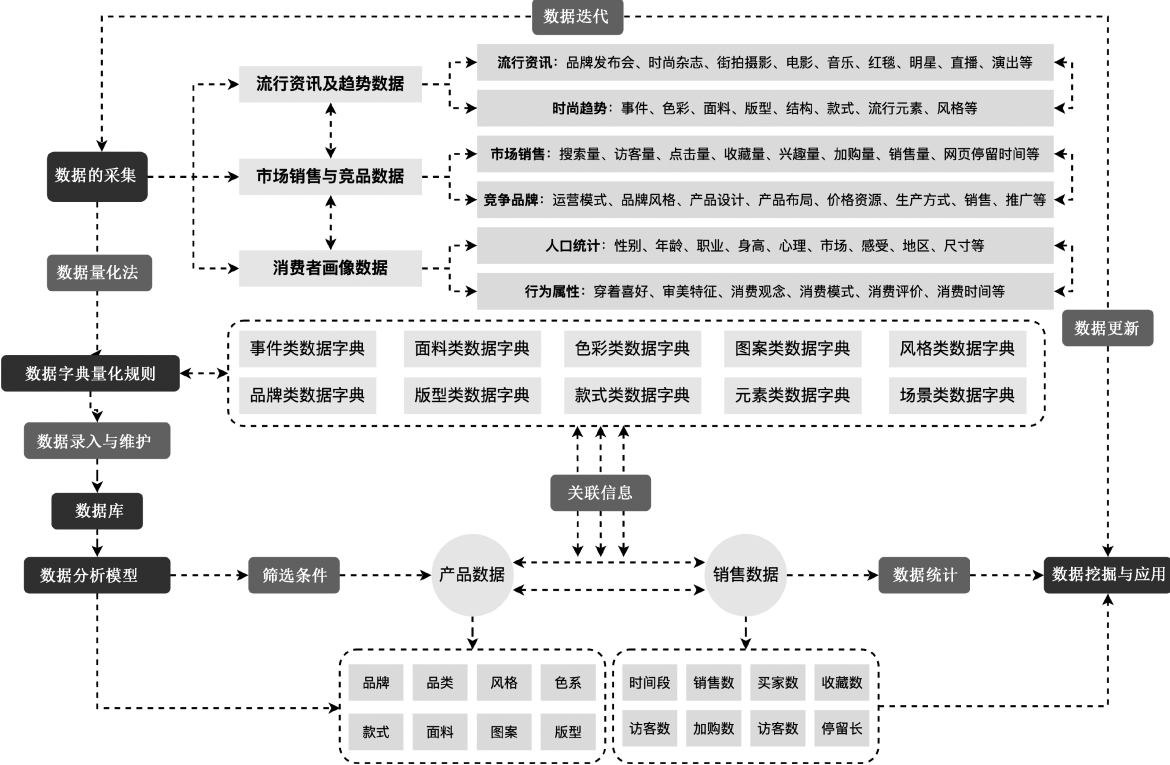 数据迭代
流行资讯及趋势数据
流行资讯：品牌发布会、时尚杂志、街拍摄影、电影、音乐、红毯、明星、直播、演出等
时尚趋势：事件、色彩、面料、版型、结构、款式、流行元素、风格等
数据的采集
市场销售与竞品数据
市场销售：搜索量、访客量、点击量、收藏量、兴趣量、加购量、销售量、网页停留时间等
竞争品牌：运营模式、品牌风格、产品设计、产品布局、价格资源、生产方式、销售、推广等
消费者画像数据
人口统计：性别、年龄、职业、身高、心理、市场、感受、地区、尺寸等
行为属性：穿着喜好、审美特征、消费观念、消费模式、消费评价、消费时间等
数据量化法
数据更新
数据字典量化规则
事件类数据字典
面料类数据字典
色彩类数据字典
图案类数据字典
风格类数据字典
品牌类数据字典
版型类数据字典
款式类数据字典
元素类数据字典
场景类数据字典
数据录入与维护
关联信息
数据库
数据分析模型
筛选条件
产品数据
销售数据
数据统计
数据挖掘与应用
品牌
品类
风格
色系
款式
面料
图案
版型
时间段
销售数
买家数
收藏数
访客数
加购数
访客数
停留长